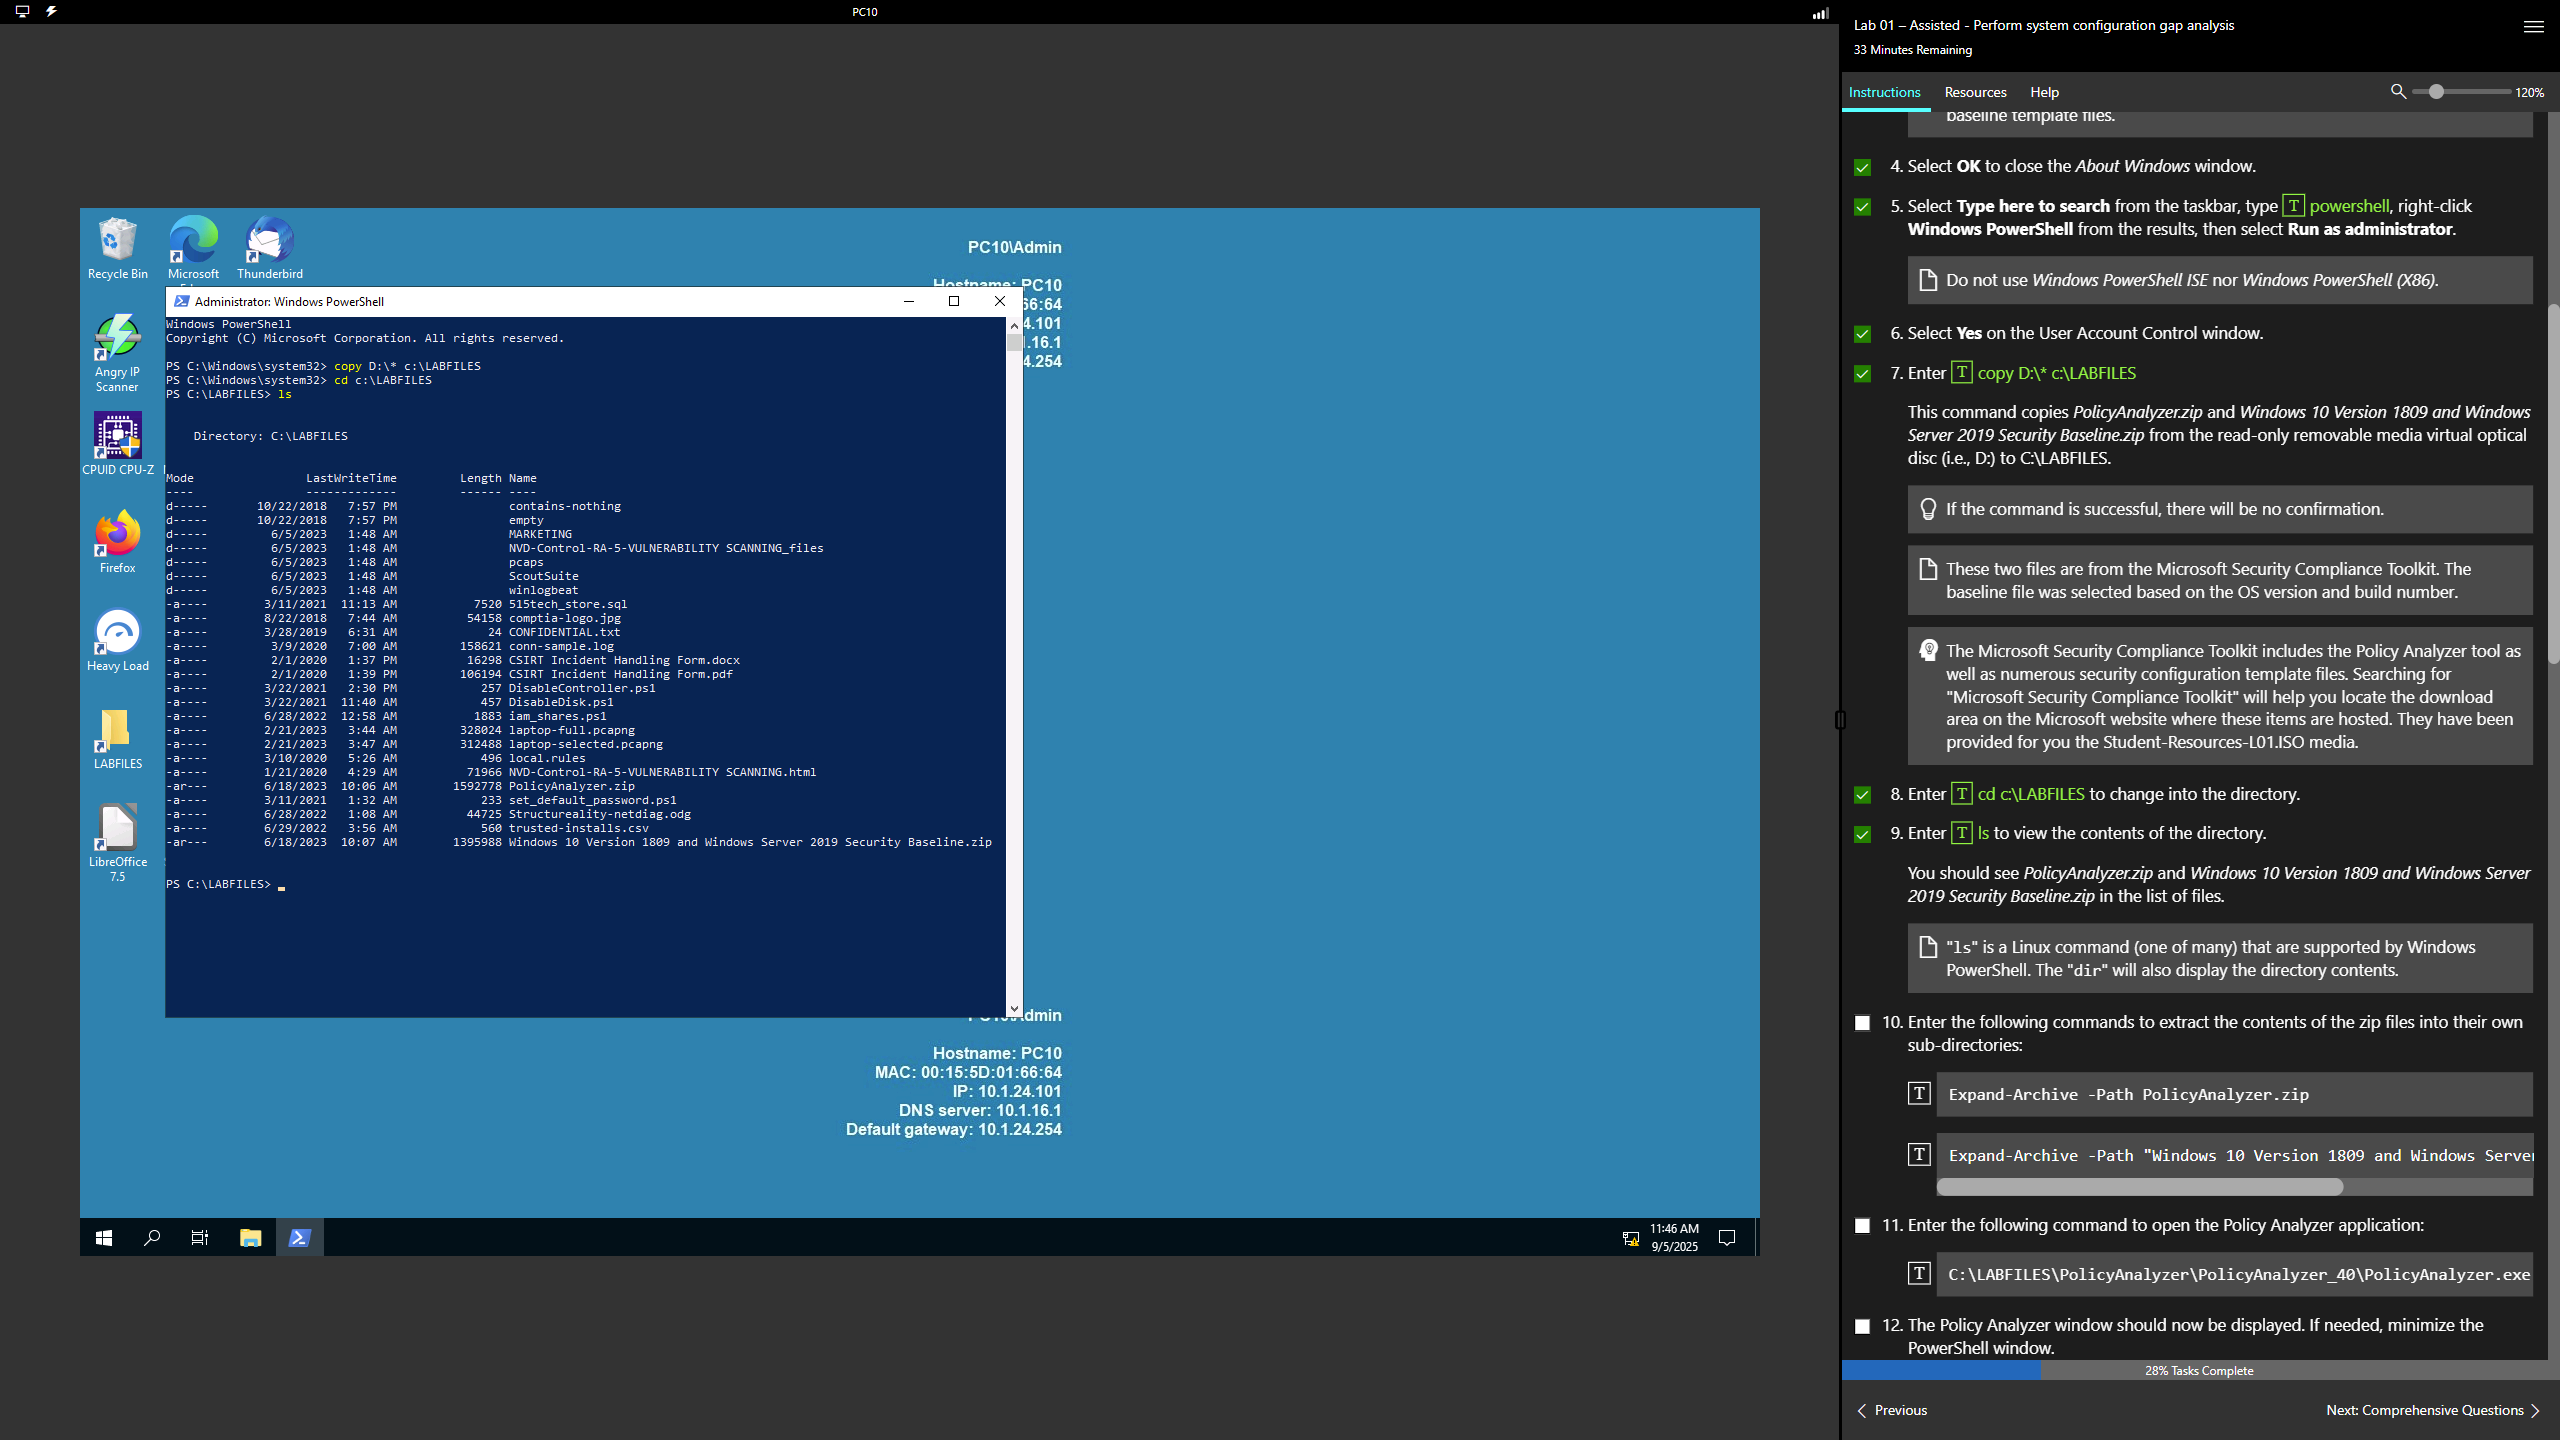 PC10
Recycle Bin
Microsoft
Thunderbird
Angry IP
Scanner
CPUID CPU-Z
Firefox
Heavy Load
LABFILES
LibreOffice
7.5
PC10\Admin
Hostname: PC10
66:64
4.101
.16.1
4.254
Administrator: Windows PowerShell
Windows PowerShell
Copyright (C) Microsoft Corporation. All rights reserved.
PS C:\Windows\system32> copy D:\* c:\LABFILES
PS C:\Windows\system32> cd c:\LABFILES
PS C:\LABFILES> ls
Directory: C:\LABFILES
Mode LastWriteTime Length Name
---- ------------- ------ ----
d----- 10/22/2018 7:57 PM contains-nothing
d----- 10/22/2018 7:57 PM empty
d----- 6/5/2023 1:48 AM MARKETING
d----- 6/5/2023 1:48 AM NVD-Control-RA-5-VULNERABILITY SCANNING_files
d----- 6/5/2023 1:48 AM pcaps
d----- 6/5/2023 1:48 AM ScoutSuite
d----- 6/5/2023 1:48 AM winlogbeat
-a---- 3/11/2021 11:13 AM 7520 515tech_store.sql
-a---- 8/22/2018 7:44 AM 54158 comptia-logo.jpg
-a---- 3/28/2019 6:31 AM 24 CONFIDENTIAL.txt
-a---- 3/9/2020 7:00 AM 158621 conn-sample.log
-a---- 2/1/2020 1:37 PM 16298 CSIRT Incident Handling Form.docx
-a---- 2/1/2020 1:39 PM 106194 CSIRT Incident Handling Form.pdf
-a---- 3/22/2021 2:30 PM 257 DisableController.ps1
-a---- 3/22/2021 11:40 AM 457 DisableDisk.ps1
-a---- 6/28/2022 12:58 AM 1883 iam_shares.ps1
-a---- 2/21/2023 3:44 AM 328024 laptop-full.pcapng
-a---- 2/21/2023 3:47 AM 312488 laptop-selected.pcapng
-a---- 3/10/2020 5:26 AM 496 local.rules
-a---- 1/21/2020 4:29 AM 71966 NVD-Control-RA-5-VULNERABILITY SCANNING.html
-ar--- 6/18/2023 10:06 AM 1592778 PolicyAnalyzer.zip
-a---- 3/11/2021 1:32 AM 233 set_default_password.ps1
-a---- 6/28/2022 1:08 AM 44725 Structureality-netdiag.odg
-a---- 6/29/2022 3:56 AM 560 trusted-installs.csv
-ar--- 6/18/2023 10:07 AM 1395988 Windows 10 Version 1809 and Windows Server 2019 Security Baseline.zip
PS C:\LABFILES>
PC10\Admin
Hostname: PC10
MAC: 00:15:5D:01:66:64
IP: 10.1.24.101
DNS server: 10.1.16.1
Default gateway: 10.1.24.254
11:46 AM
9/5/2025
Lab 01 – Assisted - Perform system configuration gap analysis
33 Minutes Remaining
Instructions Resources Help 120%
baseline template files.
4. Select OK to close the About Windows window.
5. Select Type here to search from the taskbar, type T powershell, right-click
Windows PowerShell from the results, then select Run as administrator.
Do not use Windows PowerShell ISE nor Windows PowerShell (X86).
6. Select Yes on the User Account Control window.
7. Enter T copy D:\* c:\LABFILES
This command copies PolicyAnalyzer.zip and Windows 10 Version 1809 and Windows
Server 2019 Security Baseline.zip from the read-only removable media virtual optical
disc (i.e., D:) to C:\LABFILES.
If the command is successful, there will be no confirmation.
These two files are from the Microsoft Security Compliance Toolkit. The
baseline file was selected based on the OS version and build number.
The Microsoft Security Compliance Toolkit includes the Policy Analyzer tool as
well as numerous security configuration template files. Searching for
"Microsoft Security Compliance Toolkit" will help you locate the download
area on the Microsoft website where these items are hosted. They have been
provided for you the Student-Resources-L01.ISO media.
8. Enter T cd c:\LABFILES to change into the directory.
9. Enter T ls to view the contents of the directory.
You should see PolicyAnalyzer.zip and Windows 10 Version 1809 and Windows Server
2019 Security Baseline.zip in the list of files.
"ls" is a Linux command (one of many) that are supported by Windows
PowerShell. The "dir" will also display the directory contents.
10. Enter the following commands to extract the contents of the zip files into their own
sub-directories:
T Expand-Archive -Path PolicyAnalyzer.zip
T Expand-Archive -Path "Windows 10 Version 1809 and Windows Server
11. Enter the following command to open the Policy Analyzer application:
T C:\LABFILES\PolicyAnalyzer\PolicyAnalyzer_40\PolicyAnalyzer.exe
12. The Policy Analyzer window should now be displayed. If needed, minimize the
PowerShell window.
28% Tasks Complete
Previous
Next: Comprehensive Questions